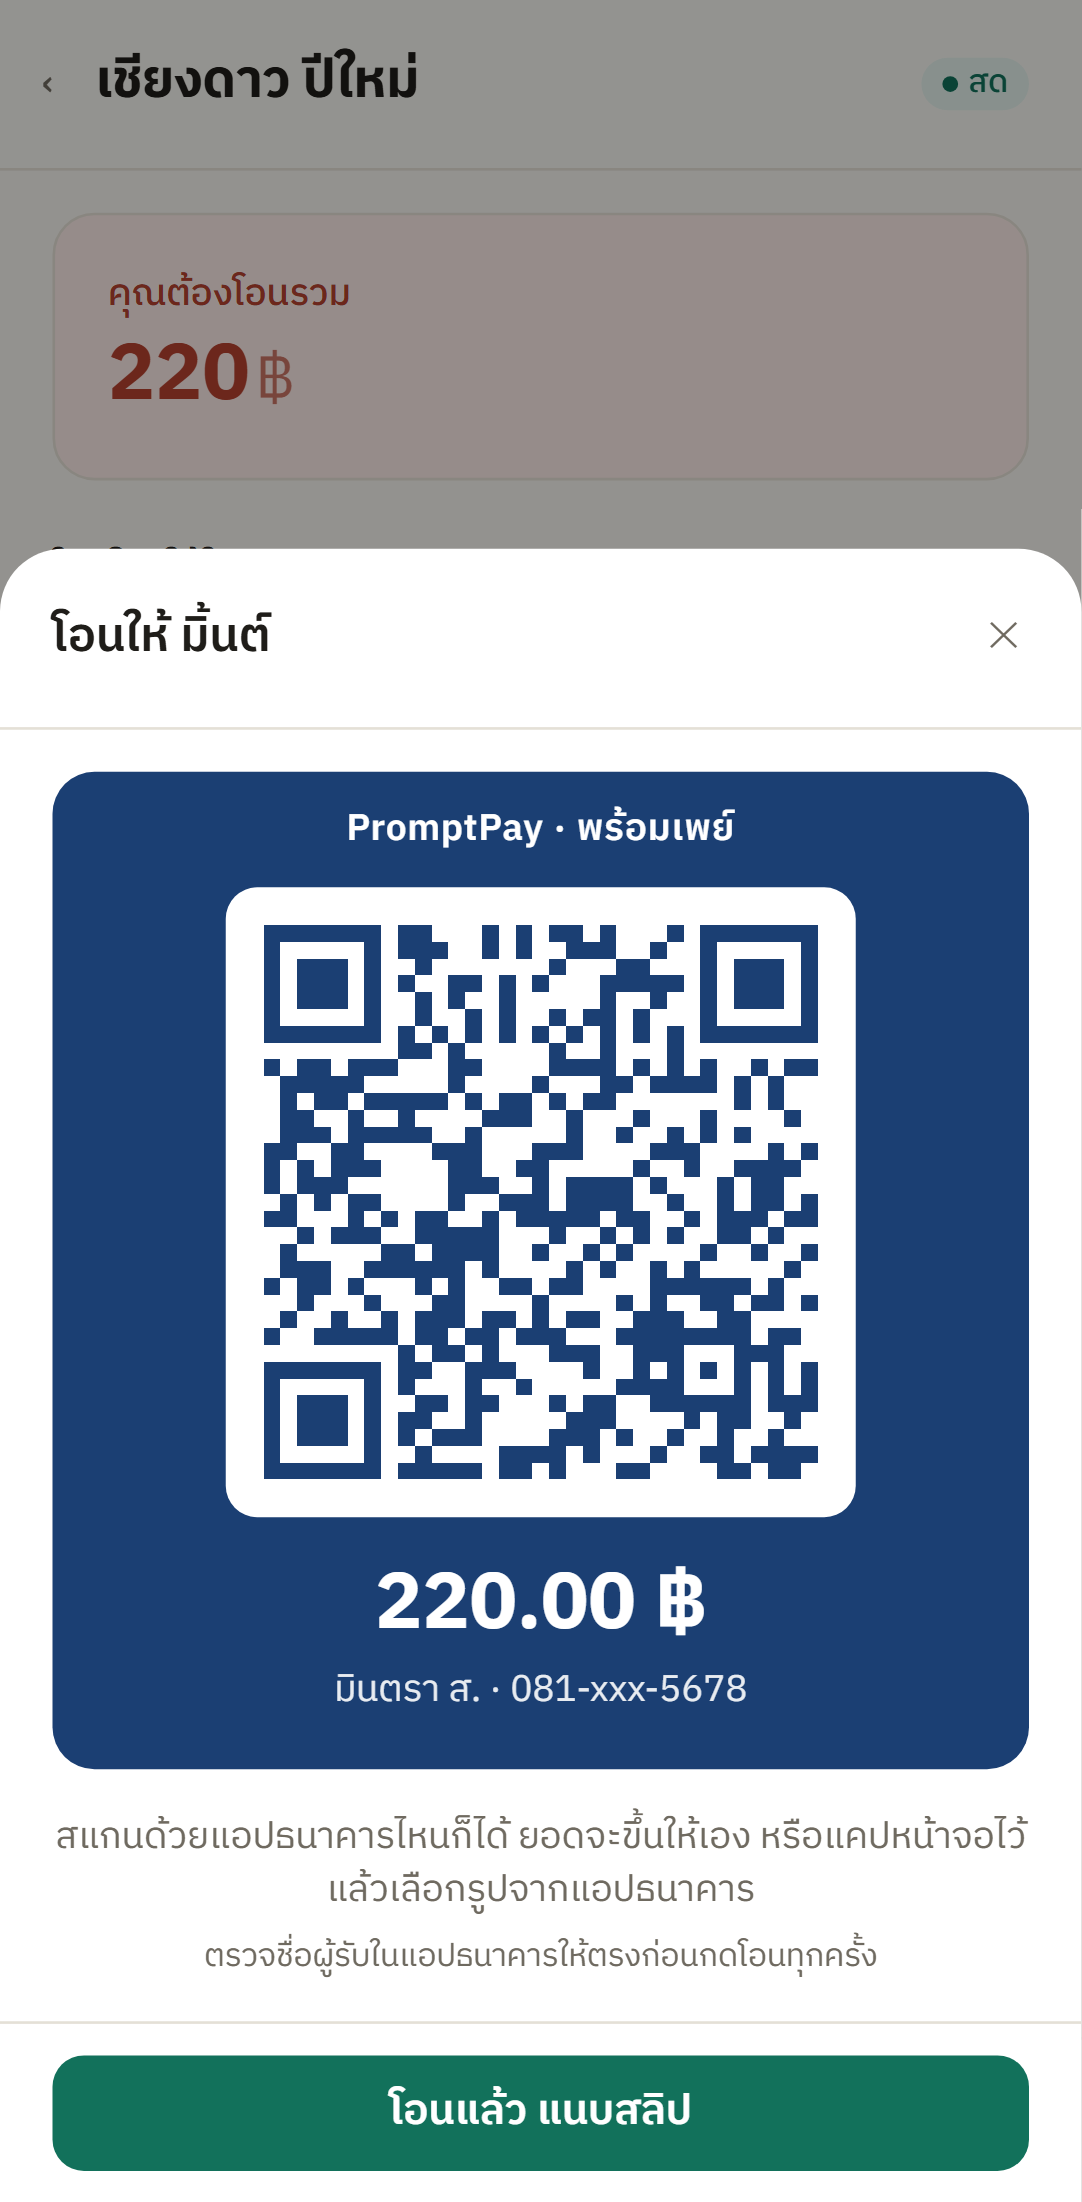 เชียงดาว ปีใหม่
สด
คุณต้องโอนรวม
220฿
โอนให้ มิ้นต์
PromptPay · พร้อมเพย์
220.00 ฿
มินตรา ส. · 081-xxx-5678
สแกนด้วยแอปธนาคารไหนก็ได้ ยอดจะขึ้นให้เอง หรือแคปหน้าจอไว้
แล้วเลือกรูปจากแอปธนาคาร
ตรวจชื่อผู้รับในแอปธนาคารให้ตรงก่อนกดโอนทุกครั้ง
โอนแล้ว แนบสลิป